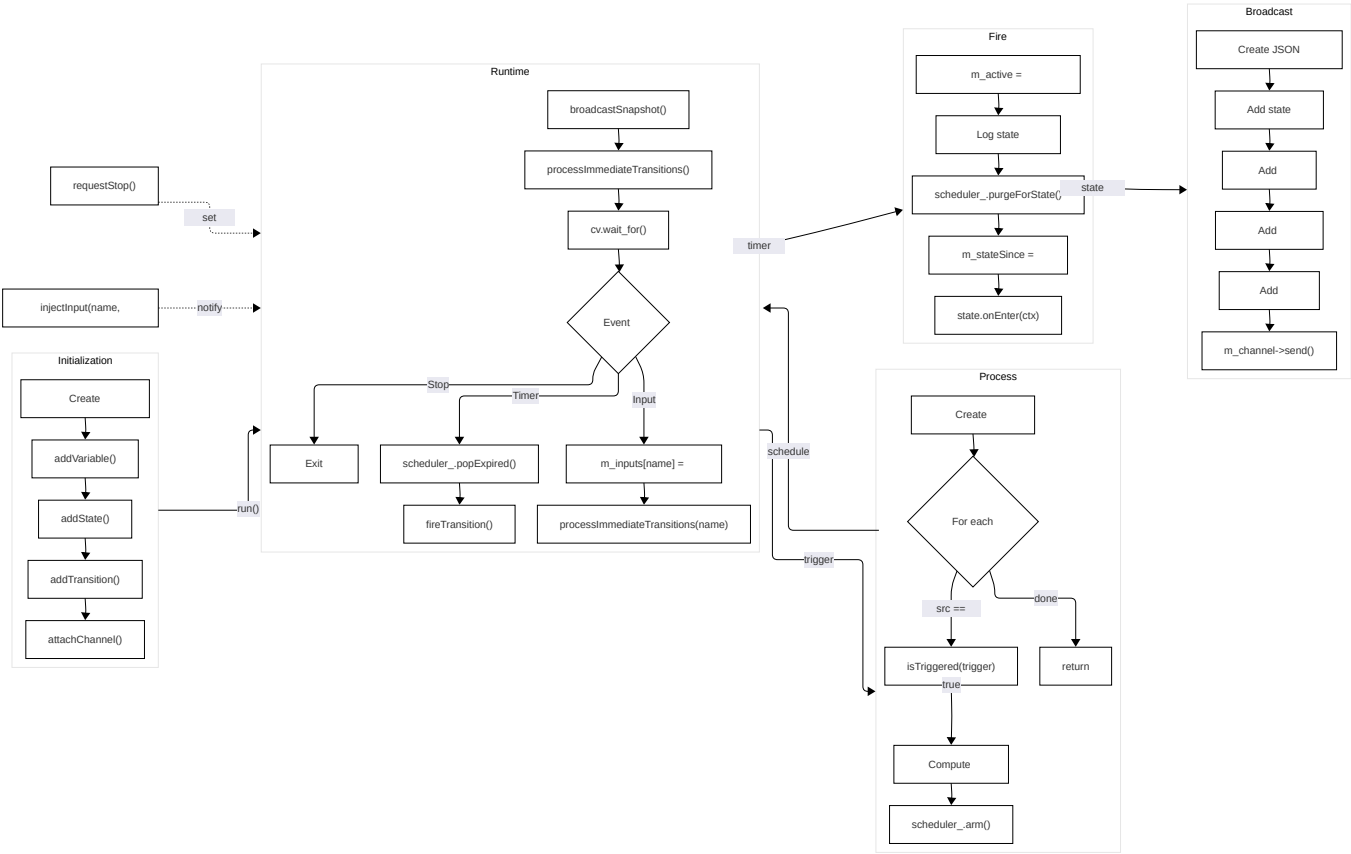 requestStop()
set
injectInput(name,
notify
Initialization
Create
addVariable()
addState()
addTransition()
attachChannel()
run()
Runtime
broadcastSnapshot()
processImmediateTransitions()
cv.wait_for()
Event
Stop
Timer
Input
Exit
scheduler_.popExpired()
m_inputs[name] =
fireTransition()
processImmediateTransitions(name)
timer
schedule
trigger
Fire
m_active =
Log state
scheduler_.purgeForState()
m_stateSince =
state.onEnter(ctx)
state
Process
Create
For each
src ==
done
isTriggered(trigger)
return
true
Compute
scheduler_.arm()
Broadcast
Create JSON
Add state
Add
Add
Add
m_channel->send()